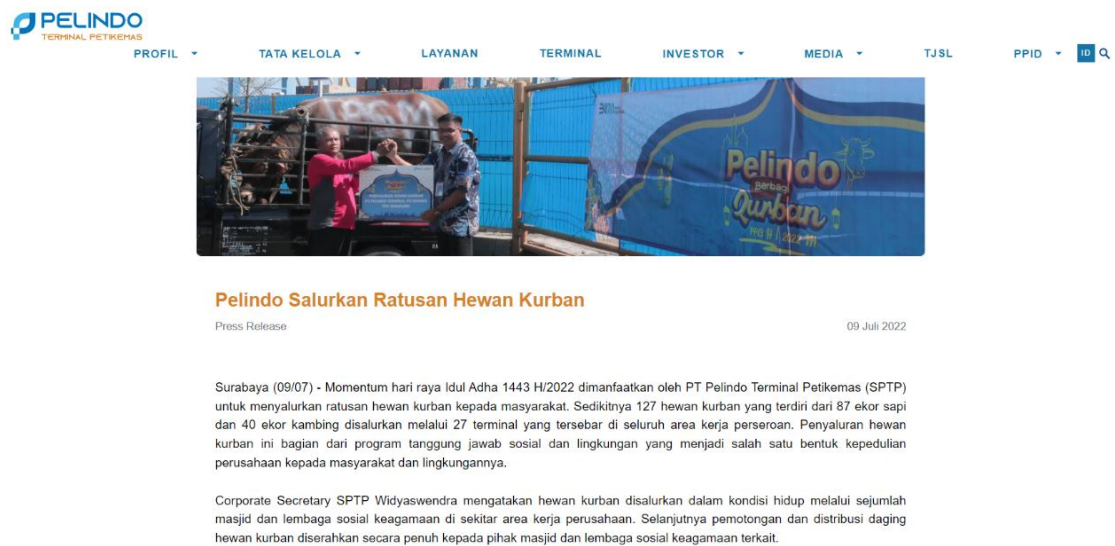 PELINDO
TERMINAL PETIKEMAS
PROFIL TATA KELOLA LAYANAN TERMINAL INVESTOR MEDIA TJSL PPID ID
Pelindo
Berbagi
Qurban
Pelindo Salurkan Ratusan Hewan Kurban
Press Release 09 Juli 2022
Surabaya (09/07) - Momentum hari raya Idul Adha 1443 H/2022 dimanfaatkan oleh PT Pelindo Terminal Petikemas (SPTP)
untuk menyalurkan ratusan hewan kurban kepada masyarakat. Sedikitnya 127 hewan kurban yang terdiri dari 87 ekor sapi
dan 40 ekor kambing disalurkan melalui 27 terminal yang tersebar di seluruh area kerja perseroan. Penyaluran hewan
kurban ini bagian dari program tanggung jawab sosial dan lingkungan yang menjadi salah satu bentuk kepedulian
perusahaan kepada masyarakat dan lingkungannya.
Corporate Secretary SPTP Widyaswendra mengatakan hewan kurban disalurkan dalam kondisi hidup melalui sejumlah
masjid dan lembaga sosial keagamaan di sekitar area kerja perusahaan. Selanjutnya pemotongan dan distribusi daging
hewan kurban diserahkan secara penuh kepada pihak masjid dan lembaga sosial keagamaan terkait.